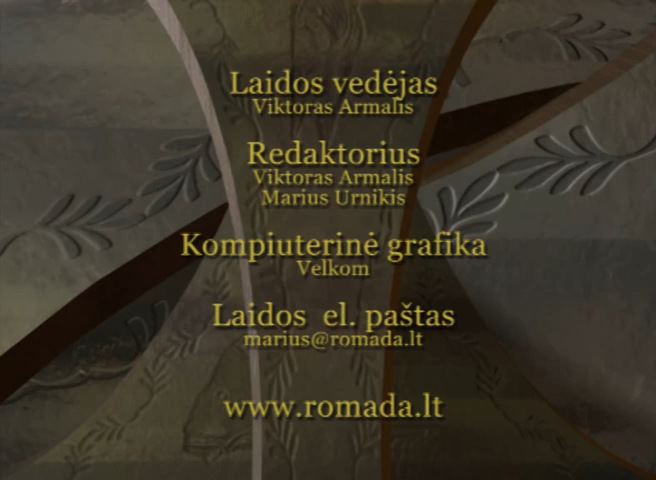 Laidos vedėjas
Viktoras Armalis
Redaktorius
Viktoras Armalis
Marius Urnikis
Kompiuterinė grafika
Velkom
Laidos el. paštas
marius@romada.lt
www.romada.lt